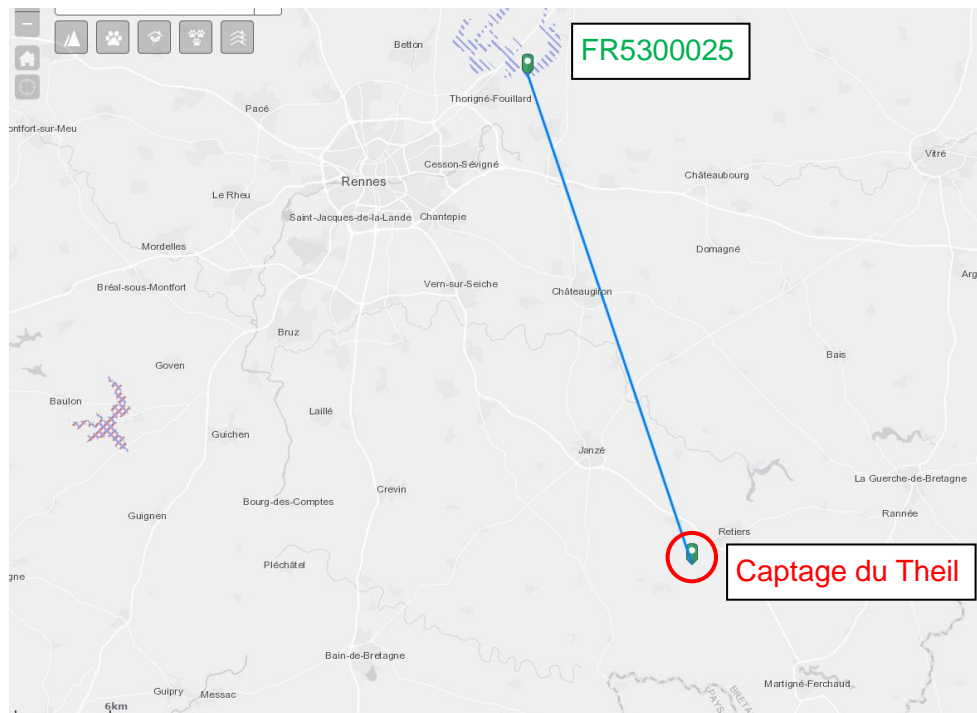 Betton
FR5300025
Thorigné-Fouillard
Pacé
ontfort-sur-Meu
Vitré
Cesson-Sévigné
Châteaubourg
Rennes
Le Rheu
Saint-Jacques-de-la-Lande
Chantepie
Mordelles
Domagné
Arg
Bréal-sous-Montfort
Vern-sur-Seiche
Châteaugiron
Bruz
Bais
Goven
Baulon
Laillé
Guichen
Janzé
La Guerche-de-Bretagne
Crevin
Bourg-des-Comptes
Rannée
Guignen
Retiers
Pléchâtel
gne
Captage du Theil
Bain-de-Bretagne
Martigné-Ferchaud
Guipry
Messac
BRETA
PAYS
6km